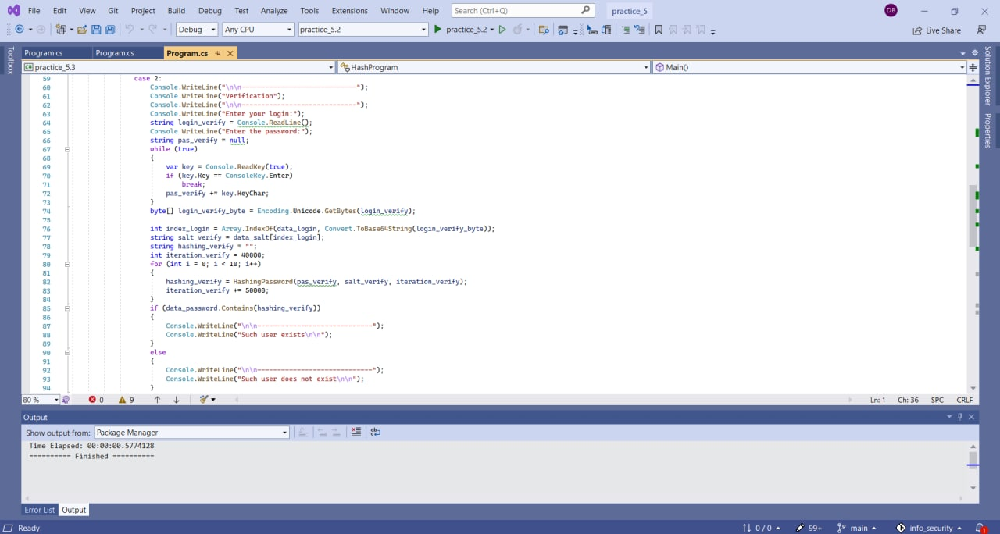 File Edit View Git Project Build Debug Test Analyze Tools Extensions Window Help Search (Ctrl+Q) practice_5 DB
Debug Any CPU practice_5.2 practice_5.2 Live Share
Toolbox
Program.cs Program.cs Program.cs
practice_5.3 HashProgram Main()
59 case 2:
60 Console.WriteLine("\n\n-----------------------------");
61 Console.WriteLine("Verification");
62 Console.WriteLine("\n\n-----------------------------");
63 Console.WriteLine("Enter your login:");
64 string login_verify = Console.ReadLine();
65 Console.WriteLine("Enter the password:");
66 string pas_verify = null;
67 while (true)
68 {
69 var key = Console.ReadKey(true);
70 if (key.Key == ConsoleKey.Enter)
71 break;
72 pas_verify += key.KeyChar;
73 }
74 byte[] login_verify_byte = Encoding.Unicode.GetBytes(login_verify);
75
76 int index_login = Array.IndexOf(data_login, Convert.ToBase64String(login_verify_byte));
77 string salt_verify = data_salt[index_login];
78 string hashing_verify = "";
79 int iteration_verify = 40000;
80 for (int i = 0; i < 10; i++)
81 {
82 hashing_verify = HashingPassword(pas_verify, salt_verify, iteration_verify);
83 iteration_verify += 50000;
84 }
85 if (data_password.Contains(hashing_verify))
86 {
87 Console.WriteLine("\n\n-----------------------------");
88 Console.WriteLine("Such user exists\n\n");
89 }
90 else
91 {
92 Console.WriteLine("\n\n-----------------------------");
93 Console.WriteLine("Such user does not exist\n\n");
94 }
Solution Explorer
Properties
80 % 0 9 Ln: 1 Ch: 36 SPC CRLF
Output
Show output from: Package Manager
Time Elapsed: 00:00:00.5774128
========== Finished ==========
Error List Output
Ready 0 / 0 99+ main info_security 1